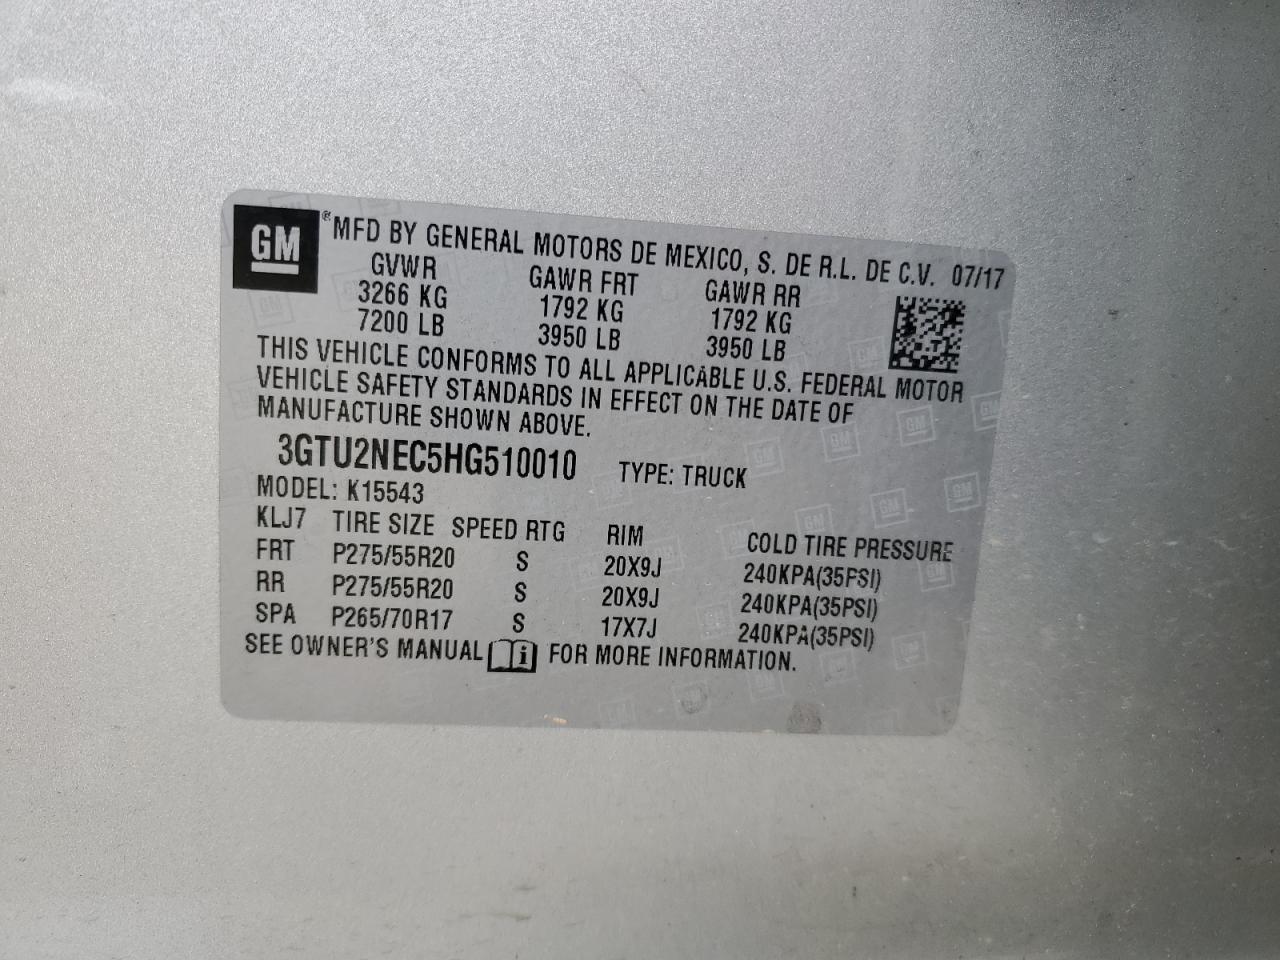 GM ® MFD BY GENERAL MOTORS DE MEXICO, S. DE R.L. DE C.V. 07/17
GVWR GAWR FRT GAWR RR
3266 KG 1792 KG 1792 KG
7200 LB 3950 LB 3950 LB
THIS VEHICLE CONFORMS TO ALL APPLICABLE U.S. FEDERAL MOTOR
VEHICLE SAFETY STANDARDS IN EFFECT ON THE DATE OF
MANUFACTURE SHOWN ABOVE.
3GTU2NEC5HG510010 TYPE: TRUCK
MODEL: K15543
KLJ7 TIRE SIZE SPEED RTG RIM COLD TIRE PRESSURE
FRT P275/55R20 S 20X9J 240KPA(35PSI)
RR P275/55R20 S 20X9J 240KPA(35PSI)
SPA P265/70R17 S 17X7J 240KPA(35PSI)
SEE OWNER'S MANUAL i FOR MORE INFORMATION.